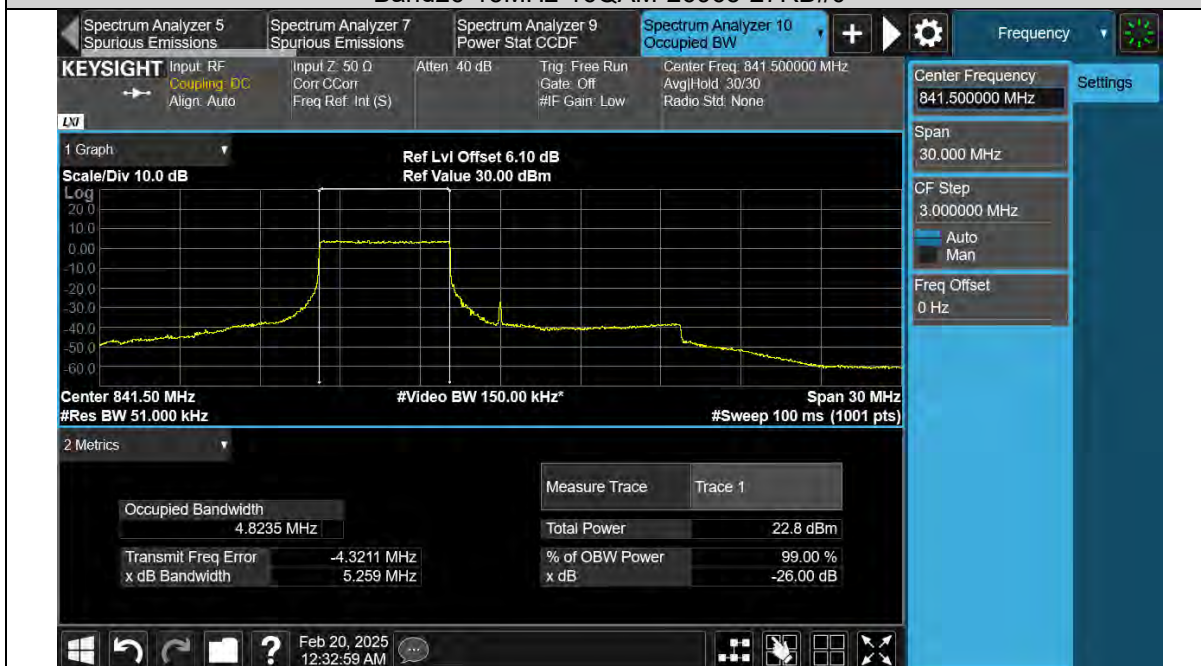 Spectrum Analyzer 5
Spurious Emissions
Spectrum Analyzer 7
Spurious Emissions
Spectrum Analyzer 9
Power Stat CCDF
Spectrum Analyzer 10
Occupied BW
Frequency
KEYSIGHT
Input: RF
Coupling: DC
Align: Auto
Input Z: 50 Ω
Corr CCorr
Freq Ref: Int (S)
Atten: 40 dB
Trig: Free Run
Gate: Off
#IF Gain: Low
Center Freq: 841.500000 MHz
Avg|Hold: 30/30
Radio Std: None
LXI
Center Frequency
841.500000 MHz
Settings
Span
30.000 MHz
CF Step
3.000000 MHz
Auto
Man
Freq Offset
0 Hz
1 Graph
Scale/Div 10.0 dB
Ref Lvl Offset 6.10 dB
Ref Value 30.00 dBm
Log
20.0
10.0
0.00
-10.0
-20.0
-30.0
-40.0
-50.0
-60.0
Center 841.50 MHz
#Res BW 51.000 kHz
#Video BW 150.00 kHz*
Span 30 MHz
#Sweep 100 ms (1001 pts)
2 Metrics
Measure Trace
Trace 1
Occupied Bandwidth
4.8235 MHz
Total Power
22.8 dBm
Transmit Freq Error
-4.3211 MHz
% of OBW Power
99.00 %
x dB Bandwidth
5.259 MHz
x dB
-26.00 dB
?
Feb 20, 2025
12:32:59 AM